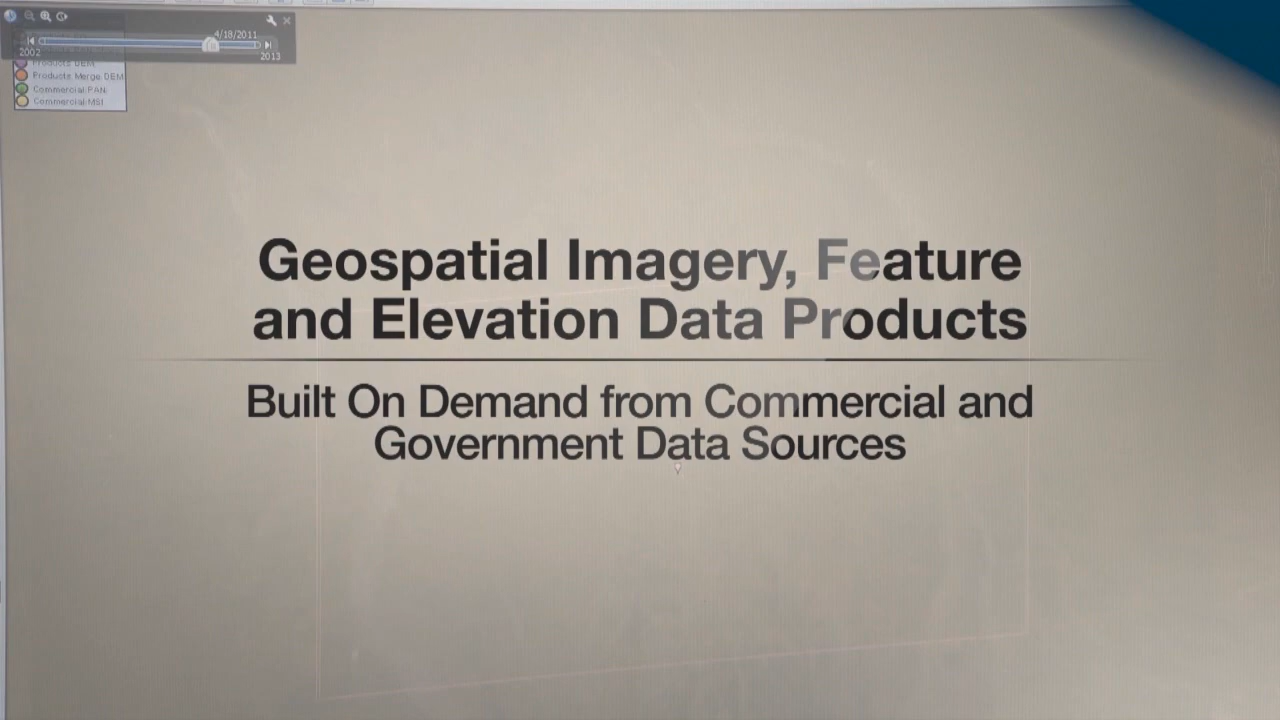 4/18/2011
2002
2013
Products DEM
Products Merge DEM
Commercial PAN
Commercial MSI
Geospatial Imagery, Feature
and Elevation Data Products
Built On Demand from Commercial and
Government Data Sources